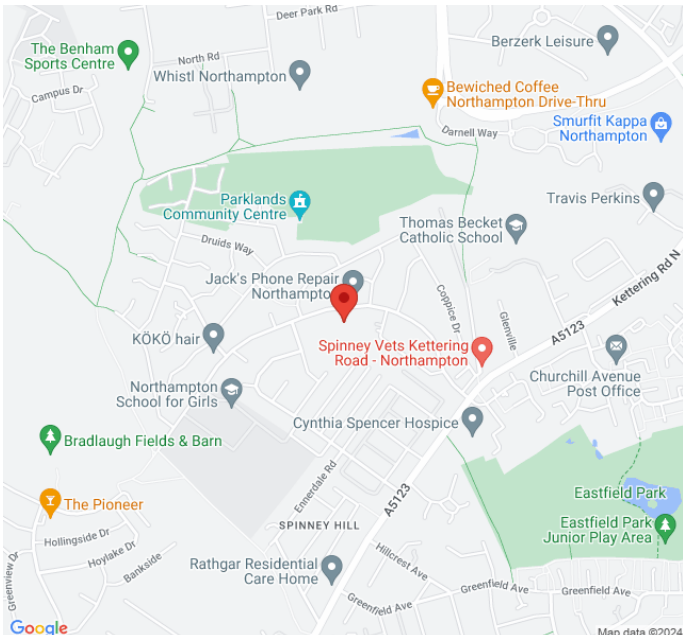 Deer Park Rd
Berzerk Leisure
The Benham
Sports Centre
North Rd
Whistl Northampton
Campus Dr
Bewiched Coffee
Northampton Drive-Thru
Smurfit Kappa
Northampton
Darnell Way
Parklands
Community Centre
Travis Perkins
Thomas Becket
Catholic School
Druids Way
Kettering Rd N
Jack's Phone Repair
Northampton
Coppice Dr
Glenville
A5123
KÖKÖ hair
Spinney Vets Kettering
Road - Northampton
Churchill Avenue
Post Office
Northampton
School for Girls
Cynthia Spencer Hospice
Bradlaugh Fields & Barn
Ennerdale Rd
A5123
Eastfield Park
The Pioneer
SPINNEY HILL
Eastfield Park
Junior Play Area
Hollingside Dr
Hoylake Dr
Bankside
Greenview Dr
Rathgar Residential
Care Home
Hillcrest Ave
Greenfield Ave
Greenfield Ave
Greenfield Ave
Google
Map data ©2024